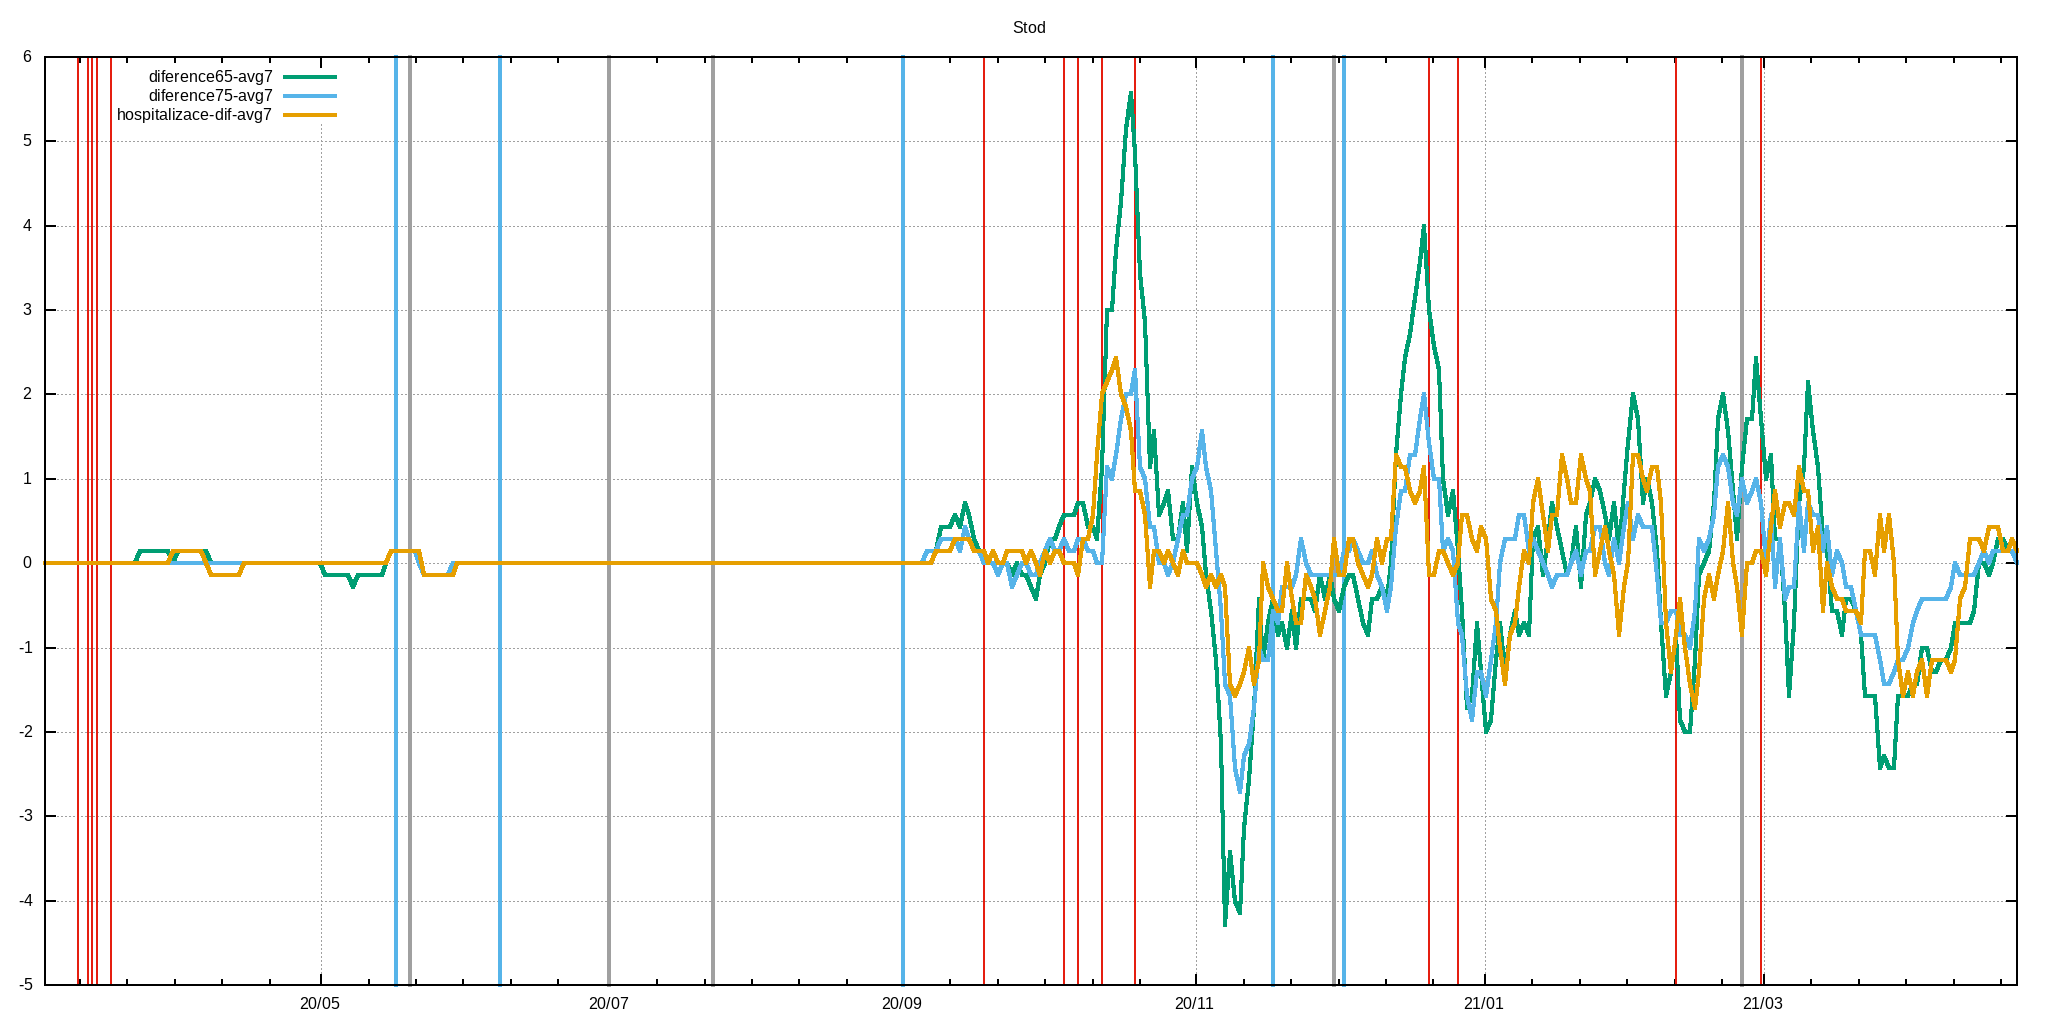 Stod
6
diference65-avg7
diference75-avg7
hospitalizace-dif-avg7
5
4
3
2
1
0
-1
-2
-3
-4
-5
20/05 20/07 20/09 20/11 21/01 21/03